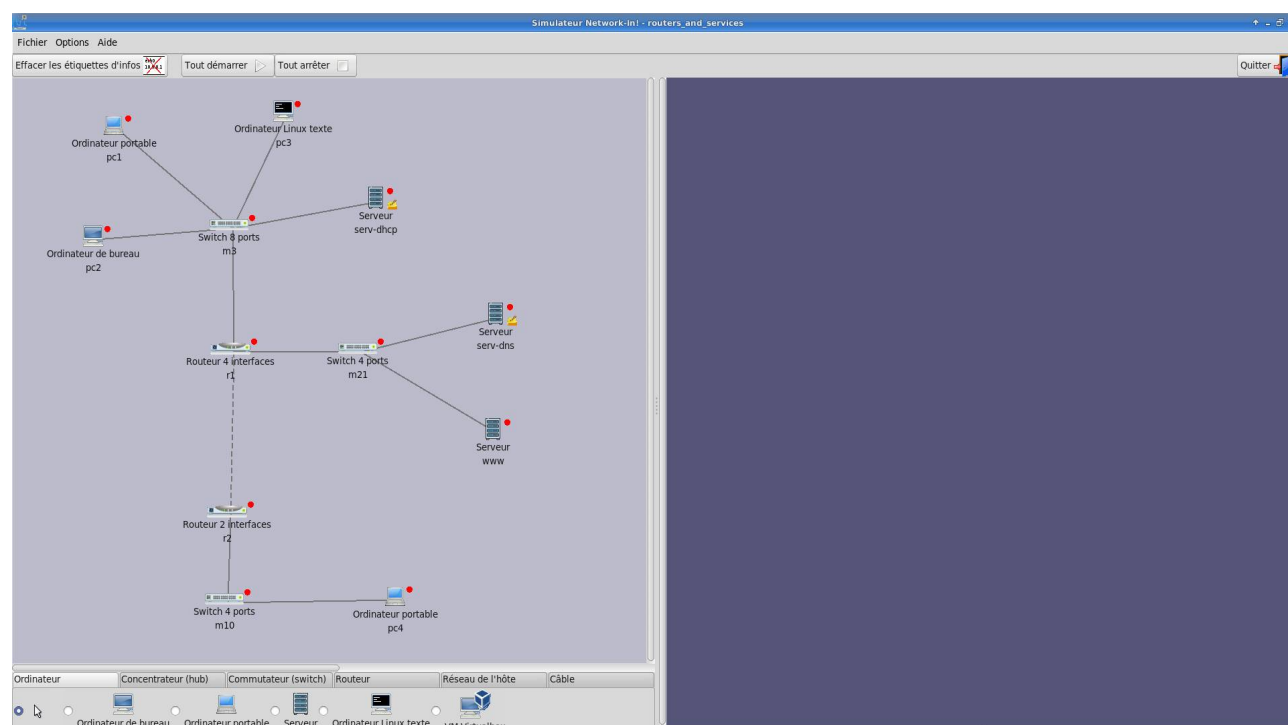 Simulateur Network-In! - routers_and_services
Fichier Options Aide
Effacer les étiquettes d'infos Tout démarrer Tout arrêter Quitter
Ordinateur Linux texte
pc3
Ordinateur portable
pc1
Serveur
serv-dhcp
Switch 8 ports
m3
Ordinateur de bureau
pc2
Serveur
serv-dns
Routeur 4 interfaces
r1
Switch 4 ports
m21
Serveur
www
Routeur 2 interfaces
r2
Switch 4 ports
m10
Ordinateur portable
pc4
Ordinateur Concentrateur (hub) Commutateur (switch) Routeur Réseau de l'hôte Câble
Ordinateur de bureau Ordinateur portable Serveur Ordinateur Linux texte